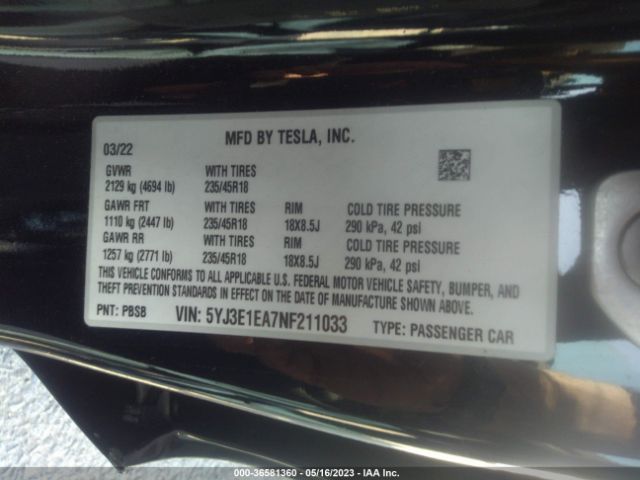 MFD BY TESLA, INC.
03/22
GVWR WITH TIRES
2129 kg (4694 lb) 235/45R18
GAWR FRT WITH TIRES RIM COLD TIRE PRESSURE
1110 kg (2447 lb) 235/45R18 18X8.5J 290 kPa, 42 psi
GAWR RR WITH TIRES RIM COLD TIRE PRESSURE
1257 kg (2771 lb) 235/45R18 18X8.5J 290 kPa, 42 psi
THIS VEHICLE CONFORMS TO ALL APPLICABLE U.S. FEDERAL MOTOR VEHICLE SAFETY, BUMPER, AND
THEFT PREVENTION STANDARDS IN EFFECT ON THE DATE OF MANUFACTURE SHOWN ABOVE.
PNT: PBSB VIN: 5YJ3E1EA7NF211033 TYPE: PASSENGER CAR
000-36581360 - 05/16/2023 - IAA Inc.